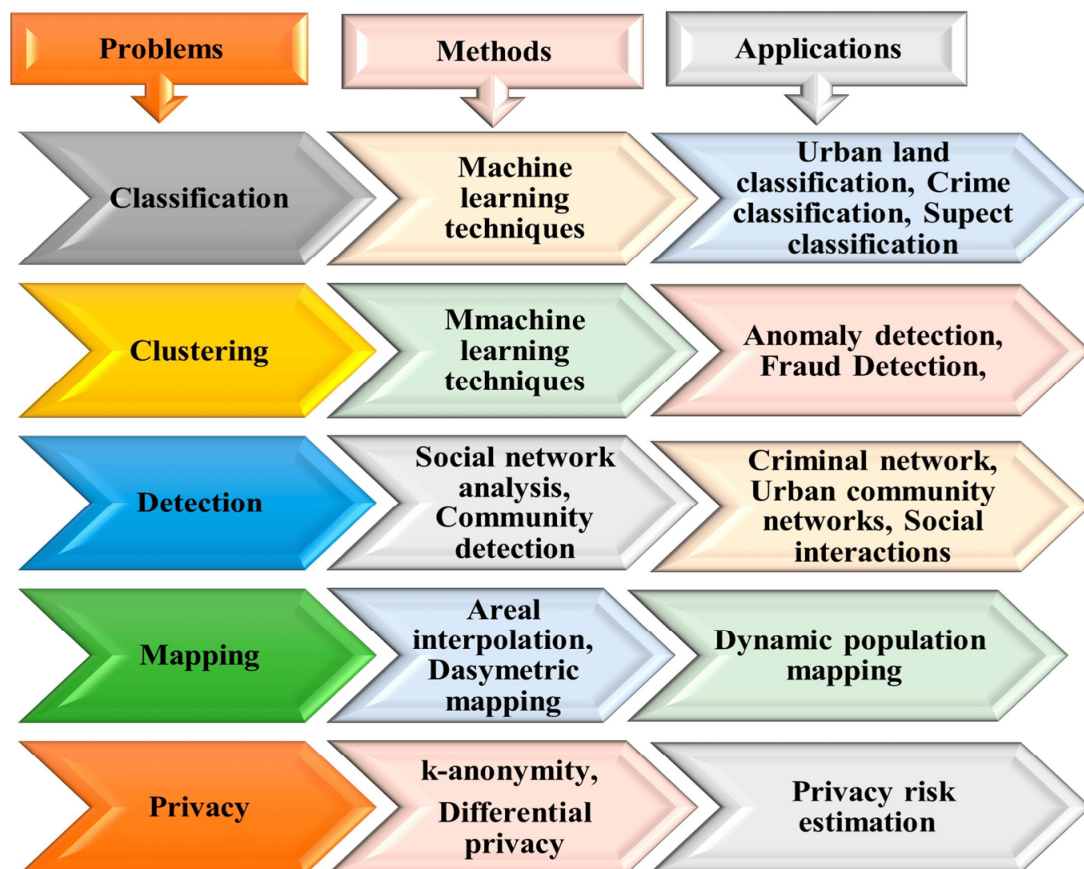 Problems
Methods
Applications
Classification
Machine
learning
techniques
Urban land
classification, Crime
classification, Supect
classification
Clustering
Mmachine
learning
techniques
Anomaly detection,
Fraud Detection,
Detection
Social network
analysis,
Community
detection
Criminal network,
Urban community
networks, Social
interactions
Mapping
Areal
interpolation,
Dasymetric
mapping
Dynamic population
mapping
Privacy
k-anonymity,
Differential
privacy
Privacy risk
estimation